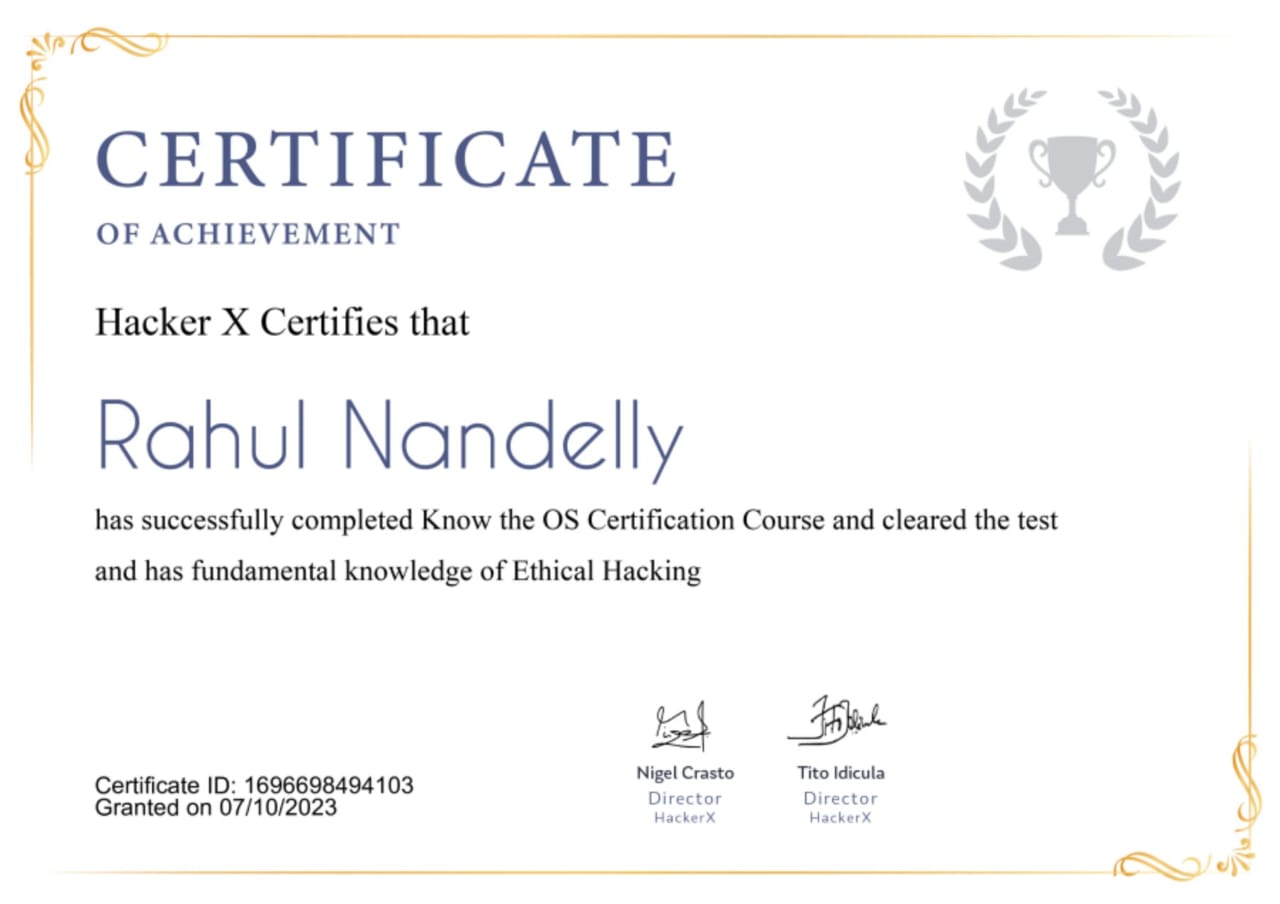 CERTIFICATE
OF ACHIEVEMENT
Hacker X Certifies that
Rahul Nandelly
has successfully completed Know the OS Certification Course and cleared the test
and has fundamental knowledge of Ethical Hacking
Certificate ID: 1696698494103
Granted on 07/10/2023
Nigel Crasto
Director
HackerX
Tito Idicula
Director
HackerX